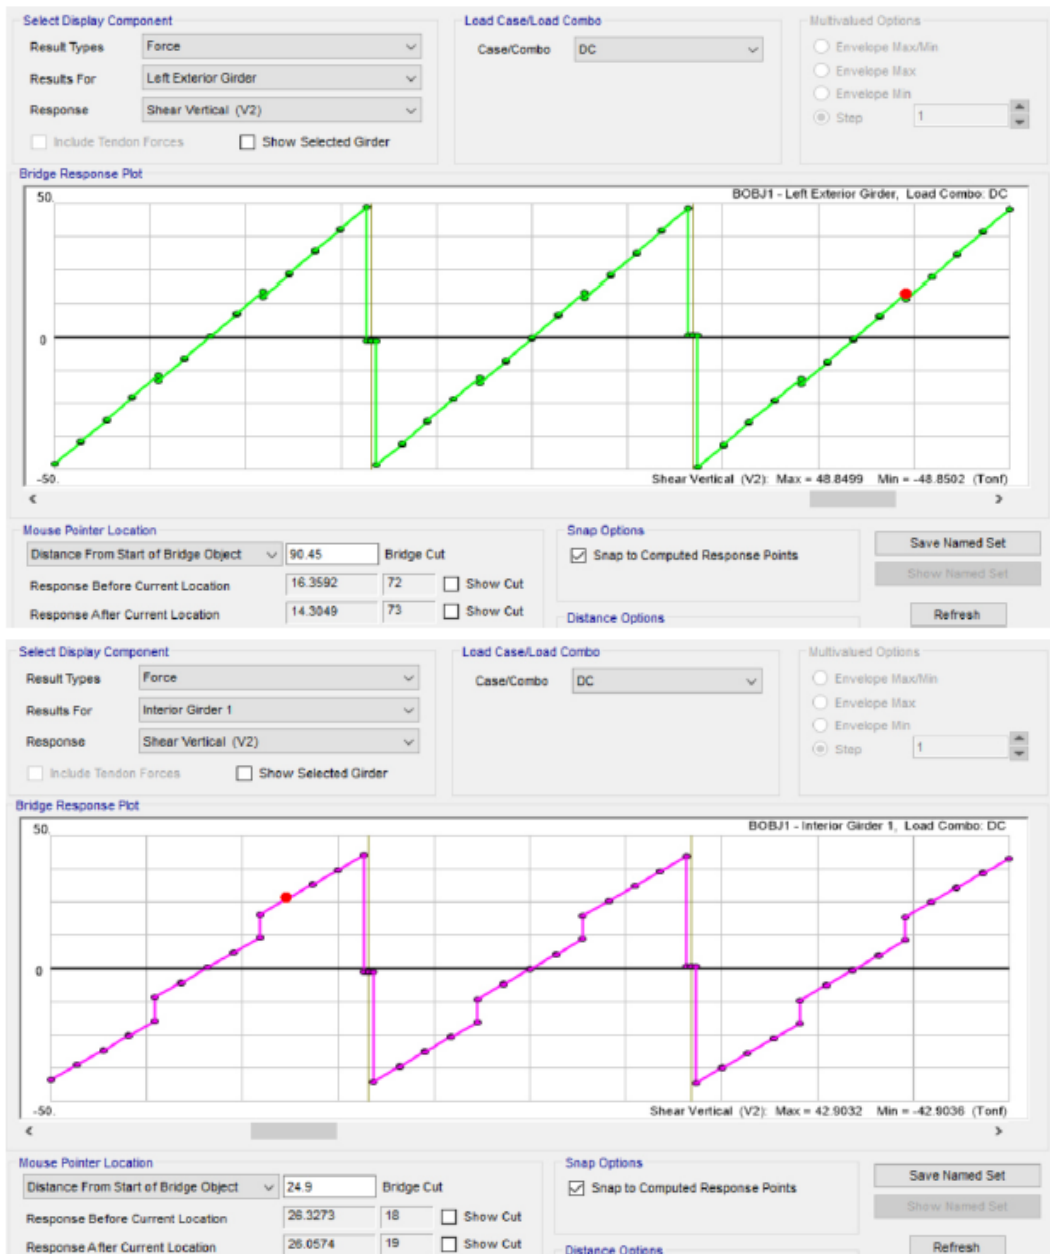 Select Display Component
Load Case/Load Combo
Multivalued Options
Result Types Force
Case/Combo DC
Envelope Max/Min
Results For Left Exterior Girder
Envelope Max
Envelope Min
Response Shear Vertical (V2)
Step 1
Include Tendon Forces
Show Selected Girder
Bridge Response Plot
50.
BOBJ1 - Left Exterior Girder, Load Combo: DC
0
-50.
Shear Vertical (V2): Max = 48.8499 Min = -48.8502 (Tonf)
< >
Mouse Pointer Location
Snap Options
Distance From Start of Bridge Object 90.45 Bridge Cut
Snap to Computed Response Points
Save Named Set
Response Before Current Location 16.3592 72 Show Cut
Show Named Set
Response After Current Location 14.3049 73 Show Cut
Distance Options
Refresh
Select Display Component
Load Case/Load Combo
Multivalued Options
Result Types Force
Case/Combo DC
Envelope Max/Min
Results For Interior Girder 1
Envelope Max
Envelope Min
Response Shear Vertical (V2)
Step 1
Include Tendon Forces
Show Selected Girder
Bridge Response Plot
50.
BOBJ1 - Interior Girder 1, Load Combo: DC
0
-50.
Shear Vertical (V2): Max = 42.9032 Min = -42.9036 (Tonf)
< >
Mouse Pointer Location
Snap Options
Distance From Start of Bridge Object 24.9 Bridge Cut
Snap to Computed Response Points
Save Named Set
Response Before Current Location 26.3273 18 Show Cut
Show Named Set
Response After Current Location 26.0574 19 Show Cut
Distance Options
Refresh